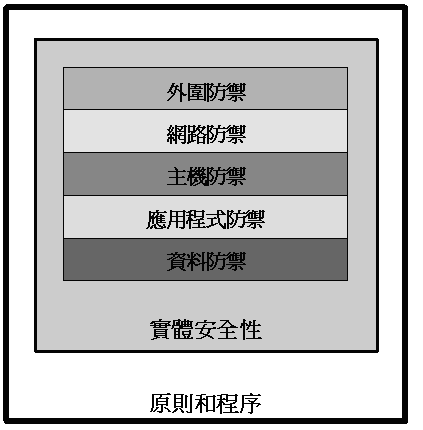 外圍防禦
網路防禦
主機防禦
應用程式防禦
資料防禦
實體安全性
原則和程序